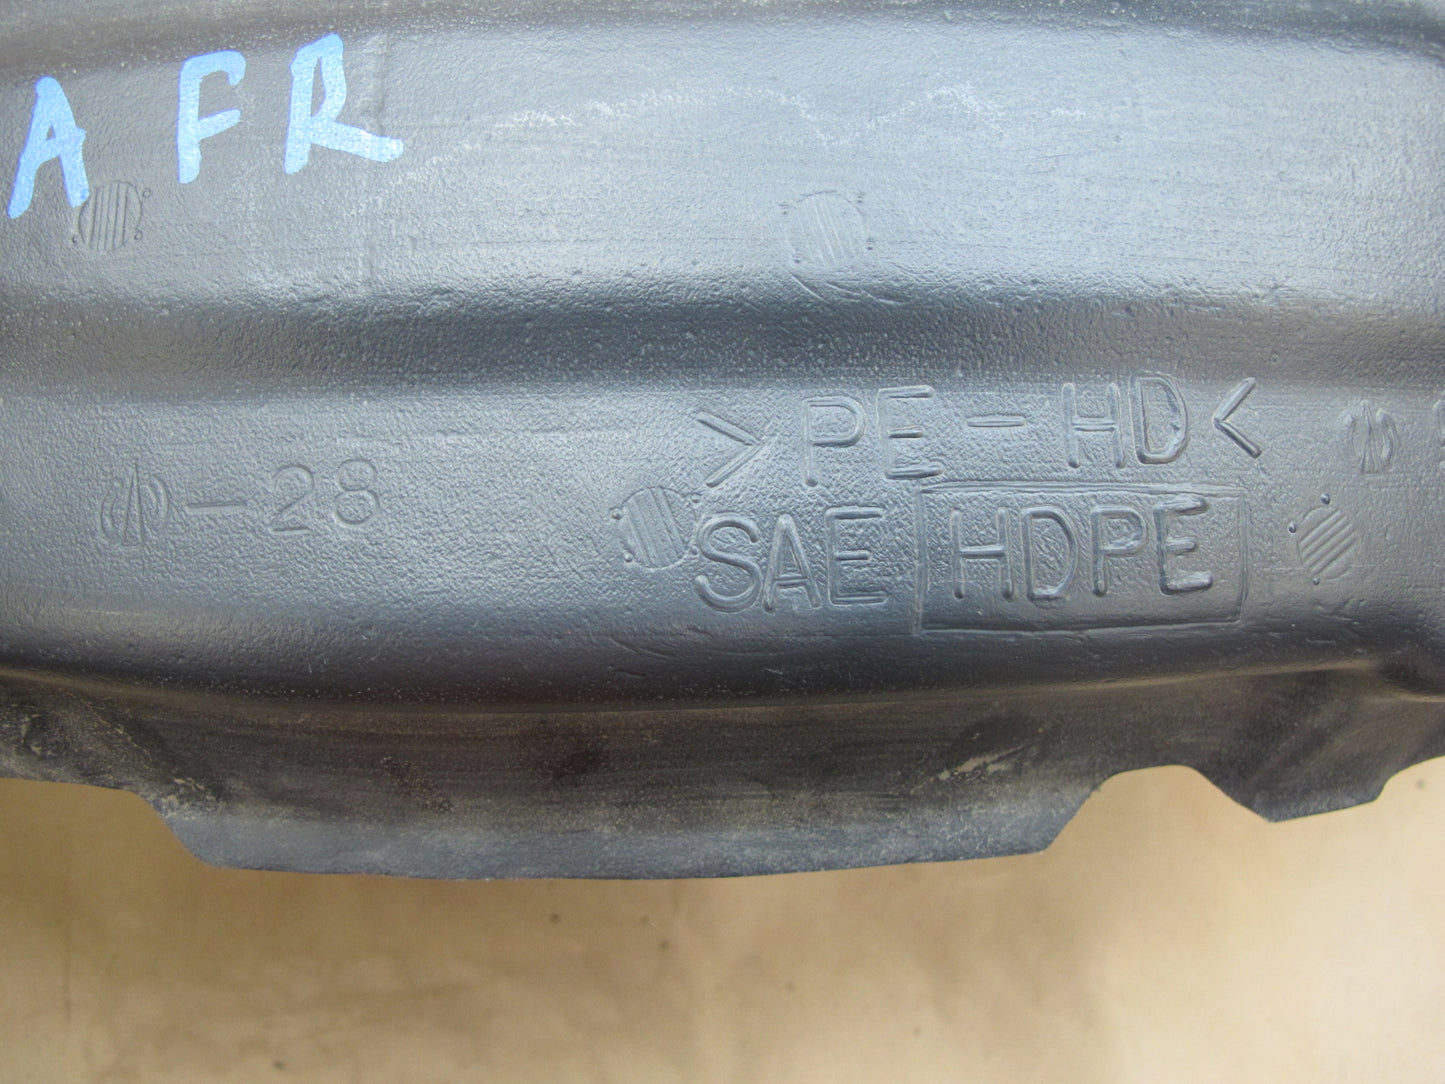 A FR
>PE-HD<
-28
SAE HDPE